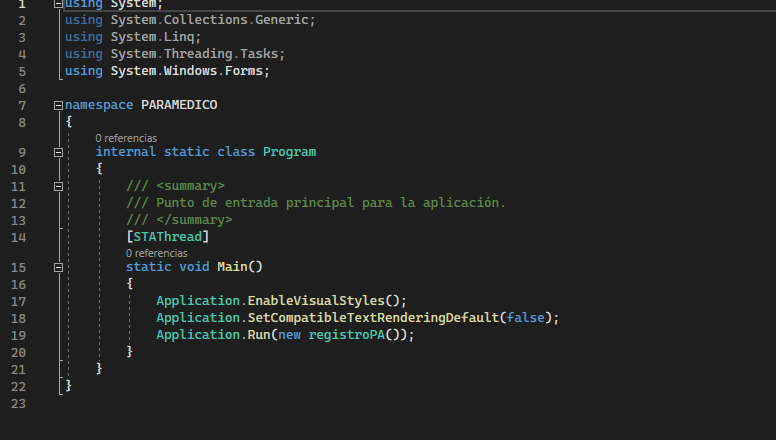 1 using System;
2 using System.Collections.Generic;
3 using System.Linq;
4 using System.Threading.Tasks;
5 using System.Windows.Forms;
6
7 namespace PARAMEDICO
8 {
0 referencias
9 internal static class Program
10 {
11 /// <summary>
12 /// Punto de entrada principal para la aplicación.
13 /// </summary>
14 [STAThread]
0 referencias
15 static void Main()
16 {
17 Application.EnableVisualStyles();
18 Application.SetCompatibleTextRenderingDefault(false);
19 Application.Run(new registroPA());
20 }
21 }
22 }
23